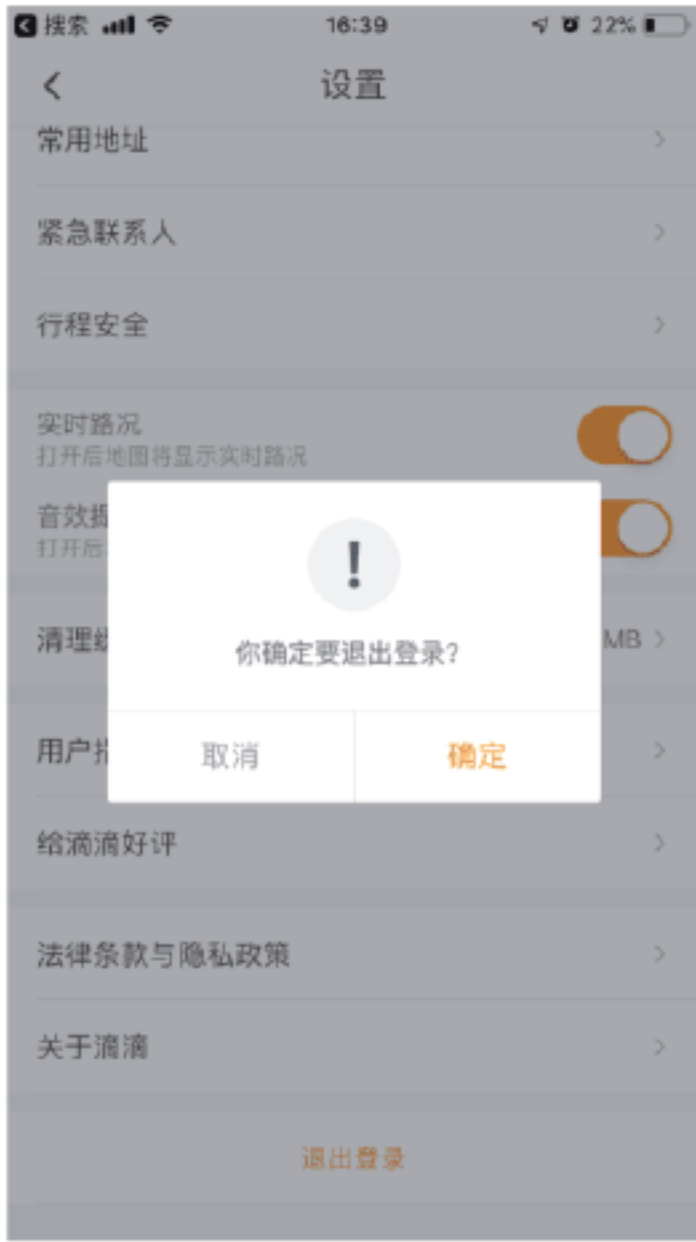 搜索 16:39 22%
设置
常用地址
紧急联系人
行程安全
实时路况
打开后地图将显示实时路况
音效
打开后
清理 MB
你确定要退出登录?
取消 确定
用户
给滴滴好评
法律条款与隐私政策
关于滴滴
退出登录